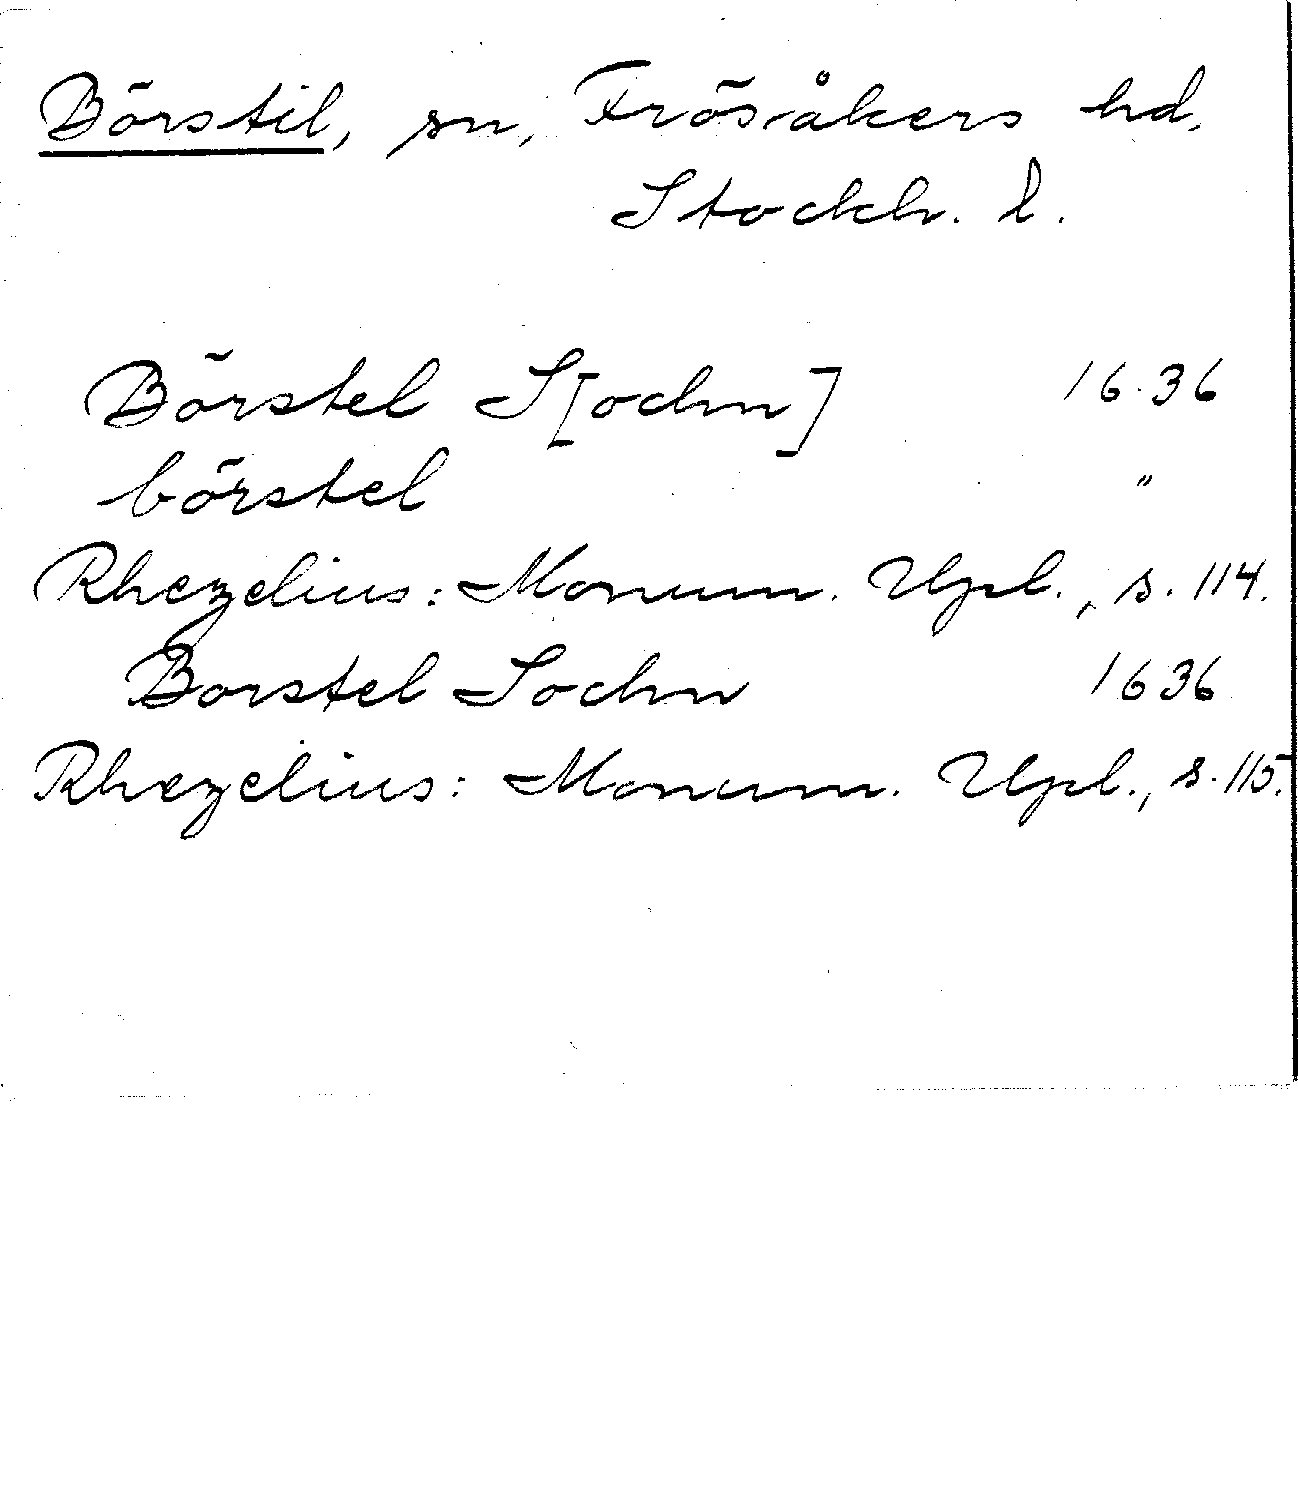 Börstil, sn, Frösåkers hd,
Stockh. l.
Börstel S[ochn] 1636
börstel "
Rhezelius: Monum. Upl., s. 114.
Borstel Sochn 1636
Rhezelius: Monum. Upl., s. 115.